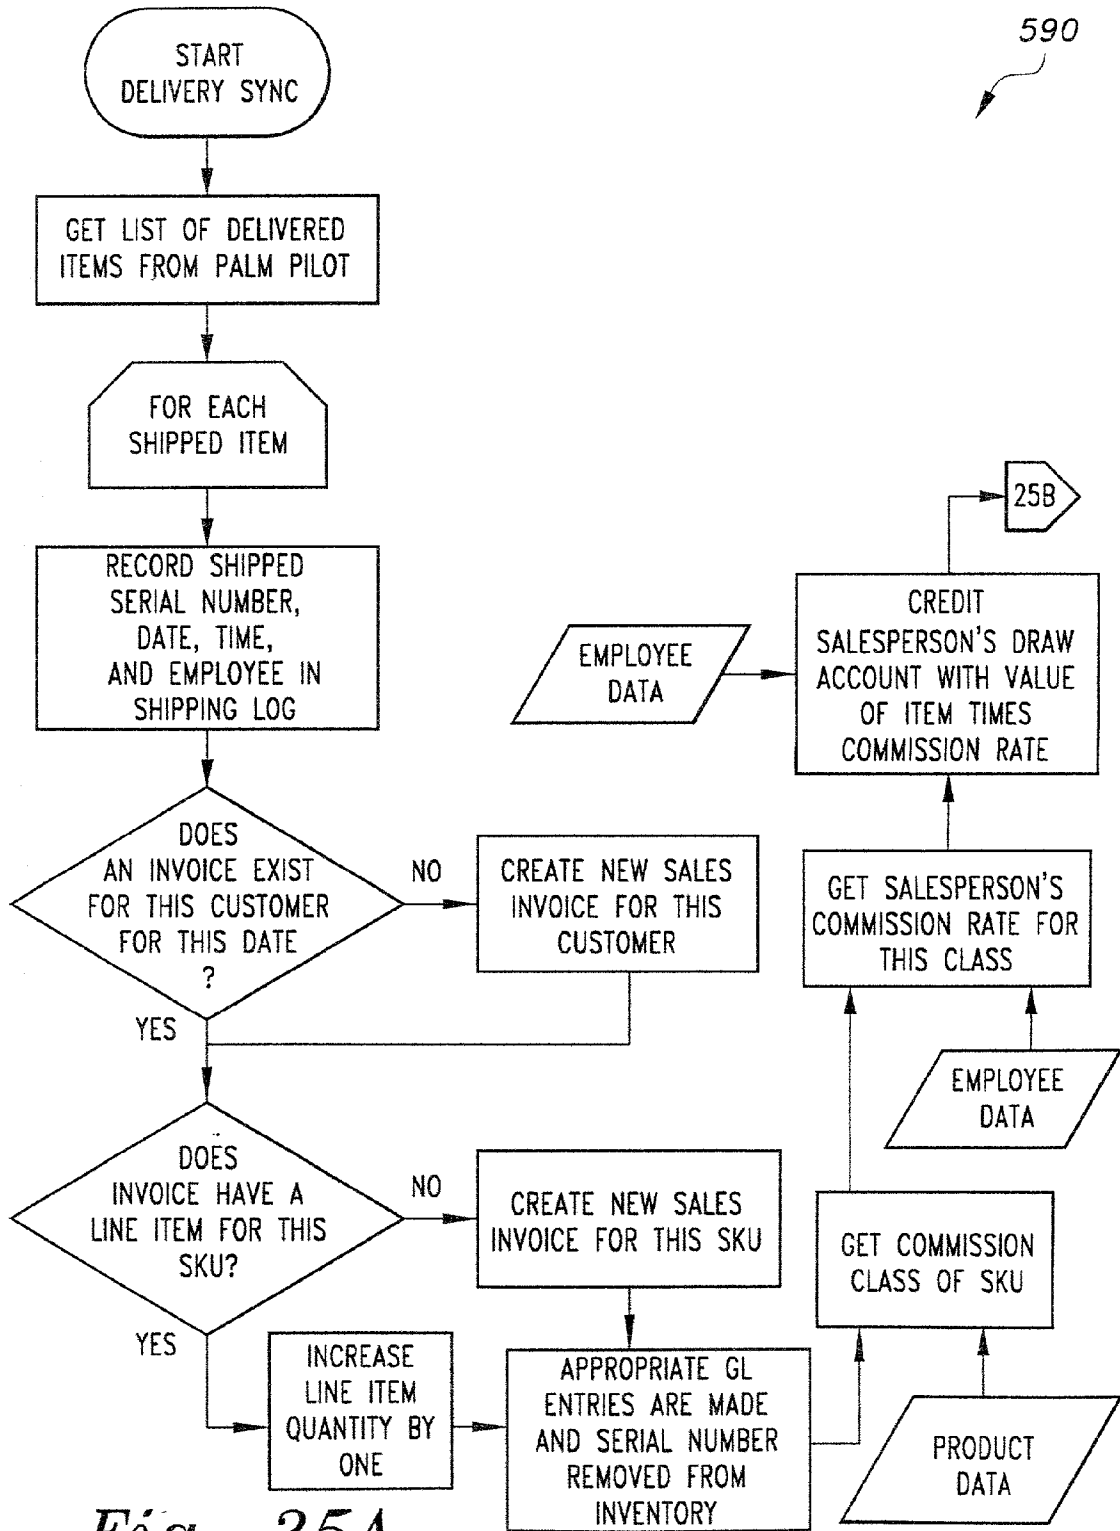 590
START
DELIVERY SYNC
GET LIST OF DELIVERED
ITEMS FROM PALM PILOT
FOR EACH
SHIPPED ITEM
RECORD SHIPPED
SERIAL NUMBER,
DATE, TIME,
AND EMPLOYEE IN
SHIPPING LOG
DOES
AN INVOICE EXIST
FOR THIS CUSTOMER
FOR THIS DATE
?
NO
YES
CREATE NEW SALES
INVOICE FOR THIS
CUSTOMER
DOES
INVOICE HAVE A
LINE ITEM FOR THIS
SKU?
NO
YES
CREATE NEW SALES
INVOICE FOR THIS SKU
INCREASE
LINE ITEM
QUANTITY BY
ONE
APPROPRIATE GL
ENTRIES ARE MADE
AND SERIAL NUMBER
REMOVED FROM
INVENTORY
PRODUCT
DATA
GET COMMISSION
CLASS OF SKU
EMPLOYEE
DATA
GET SALESPERSON'S
COMMISSION RATE FOR
THIS CLASS
EMPLOYEE
DATA
CREDIT
SALESPERSON'S DRAW
ACCOUNT WITH VALUE
OF ITEM TIMES
COMMISSION RATE
25B
Fig. 25A